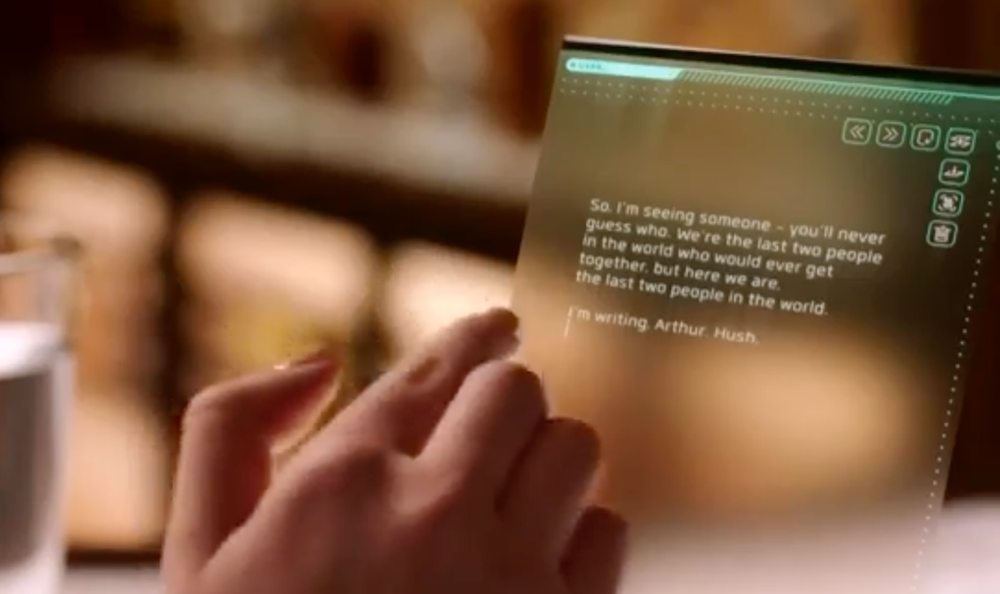 So. I'm seeing someone - you'll never
guess who. We're the last two people
in the world who would ever get
together. but here we are.
the last two people in the world.
I'm writing. Arthur. Hush.